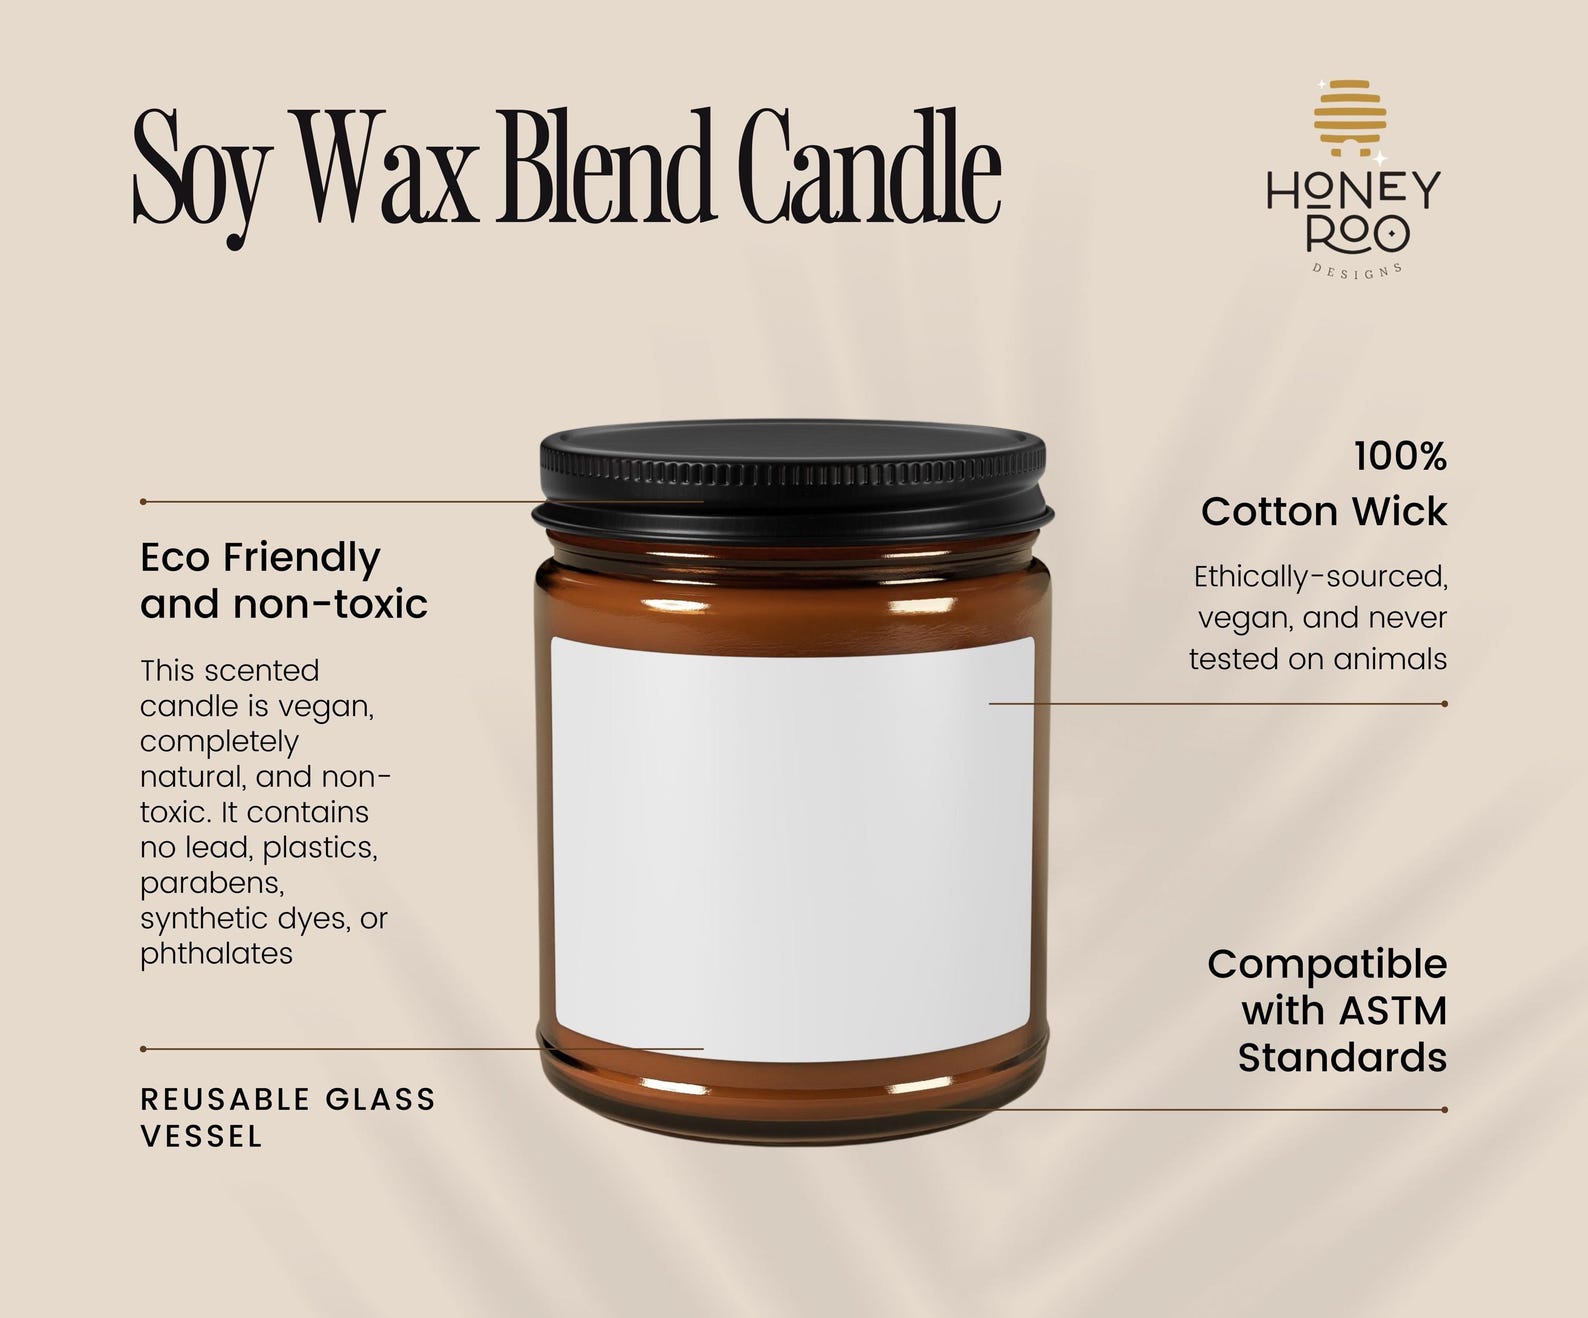 Soy Wax Blend Candle
HONEY
ROO
DESIGNS
Eco Friendly
and non-toxic
This scented
candle is vegan,
completely
natural, and non-
toxic. It contains
no lead, plastics,
parabens,
synthetic dyes, or
phthalates
REUSABLE GLASS
VESSEL
100%
Cotton Wick
Ethically-sourced,
vegan, and never
tested on animals
Compatible
with ASTM
Standards